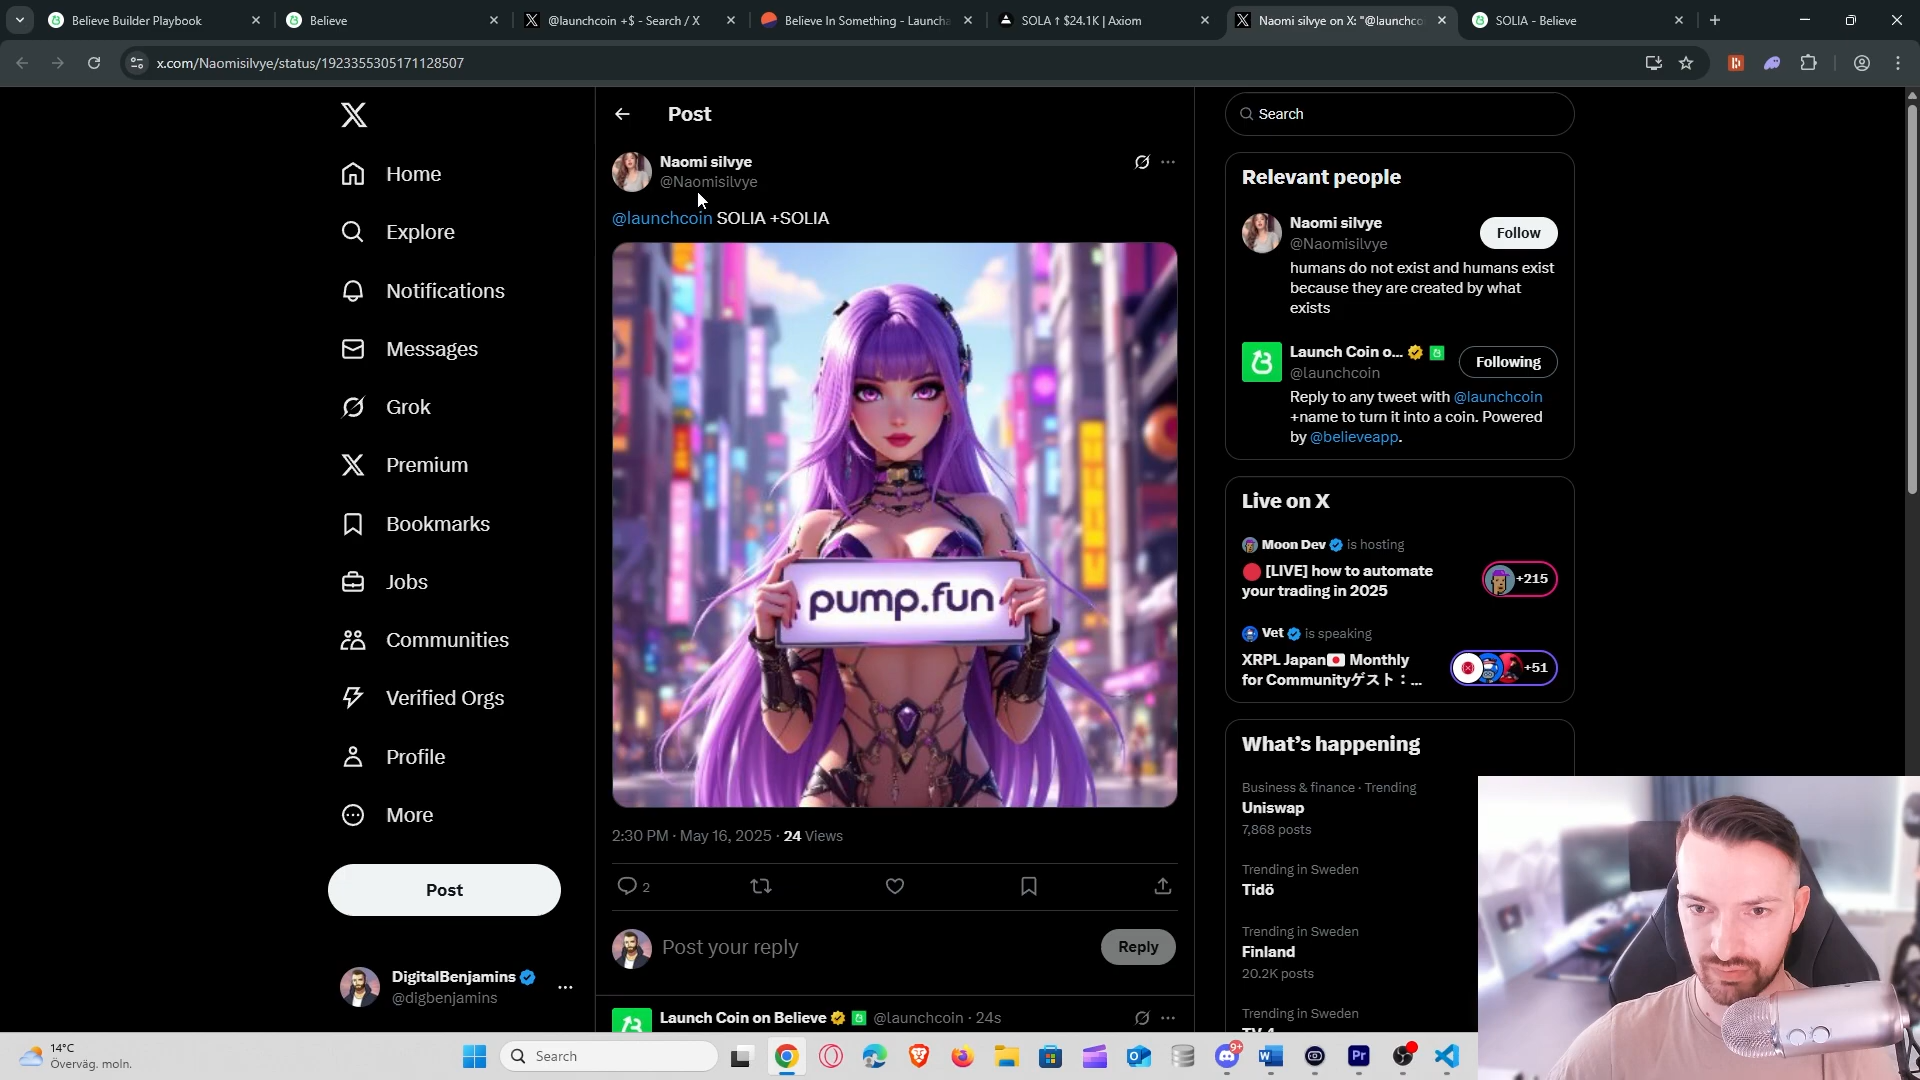 Believe Builder Playbook
Believe
@launchcoin +$ - Search / X
Believe In Something - Launcha
SOLA ↑ $24.1K | Axiom
Naomi silvye on X: "@launchco
SOLIA - Believe
x.com/Naomisilvye/status/1923355305171128507
Home
Explore
Notifications
Messages
Grok
Premium
Bookmarks
Jobs
Communities
Verified Orgs
Profile
More
Post
DigitalBenjamins
@digbenjamins
Post
Naomi silvye
@Naomisilvye
@launchcoin SOLIA +SOLIA
pump.fun
2:30 PM · May 16, 2025 · 24 Views
2
Post your reply
Reply
Launch Coin on Believe @launchcoin · 24s
Search
Relevant people
Naomi silvye
@Naomisilvye
Follow
humans do not exist and humans exist
because they are created by what
exists
Launch Coin o...
@launchcoin
Following
Reply to any tweet with @launchcoin
+name to turn it into a coin. Powered
by @believeapp.
Live on X
Moon Dev is hosting
[LIVE] how to automate
your trading in 2025
+215
Vet is speaking
XRPL Japan🇯🇵 Monthly
for Communityゲスト：...
+51
What's happening
Business & finance · Trending
Uniswap
7,868 posts
Trending in Sweden
Tidö
Trending in Sweden
Finland
20.2K posts
Trending in Sweden
TV 4
14°C
Överväg. moln.
Search
9+